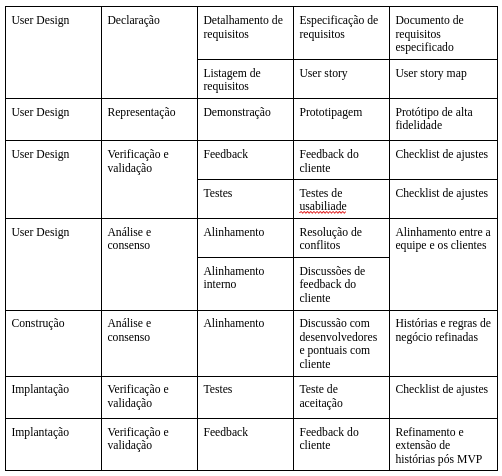 User Design
Declaração
Detalhamento de
requisitos
Especificação de
requisitos
Documento de
requisitos
especificado
Listagem de
requisitos
User story
User story map
User Design
Representação
Demonstração
Prototipagem
Protótipo de alta
fidelidade
User Design
Verificação e
validação
Feedback
Feedback do
cliente
Checklist de ajustes
Testes
Testes de
usabiliade
Checklist de ajustes
User Design
Análise e
consenso
Alinhamento
Resolução de
conflitos
Alinhamento entre a
equipe e os clientes
Alinhamento
interno
Discussões de
feedback do
cliente
Construção
Análise e
consenso
Alinhamento
Discussão com
desenvolvedores
e pontuais com
cliente
Histórias e regras de
negócio refinadas
Implantação
Verificação e
validação
Testes
Teste de
aceitação
Checklist de ajustes
Implantação
Verificação e
validação
Feedback
Feedback do
cliente
Refinamento e
extensão de
histórias pós MVP